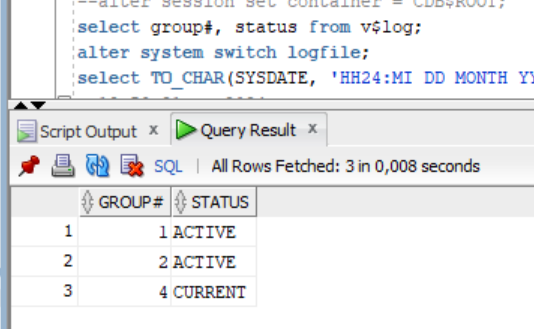 --alter session set container = CDB$ROOT;
select group#, status from v$log;
alter system switch logfile;
select TO_CHAR(SYSDATE, 'HH24:MI DD MONTH YY
Script Output x
Query Result x
SQL | All Rows Fetched: 3 in 0,008 seconds
GROUP# STATUS
1 1 ACTIVE
2 2 ACTIVE
3 4 CURRENT